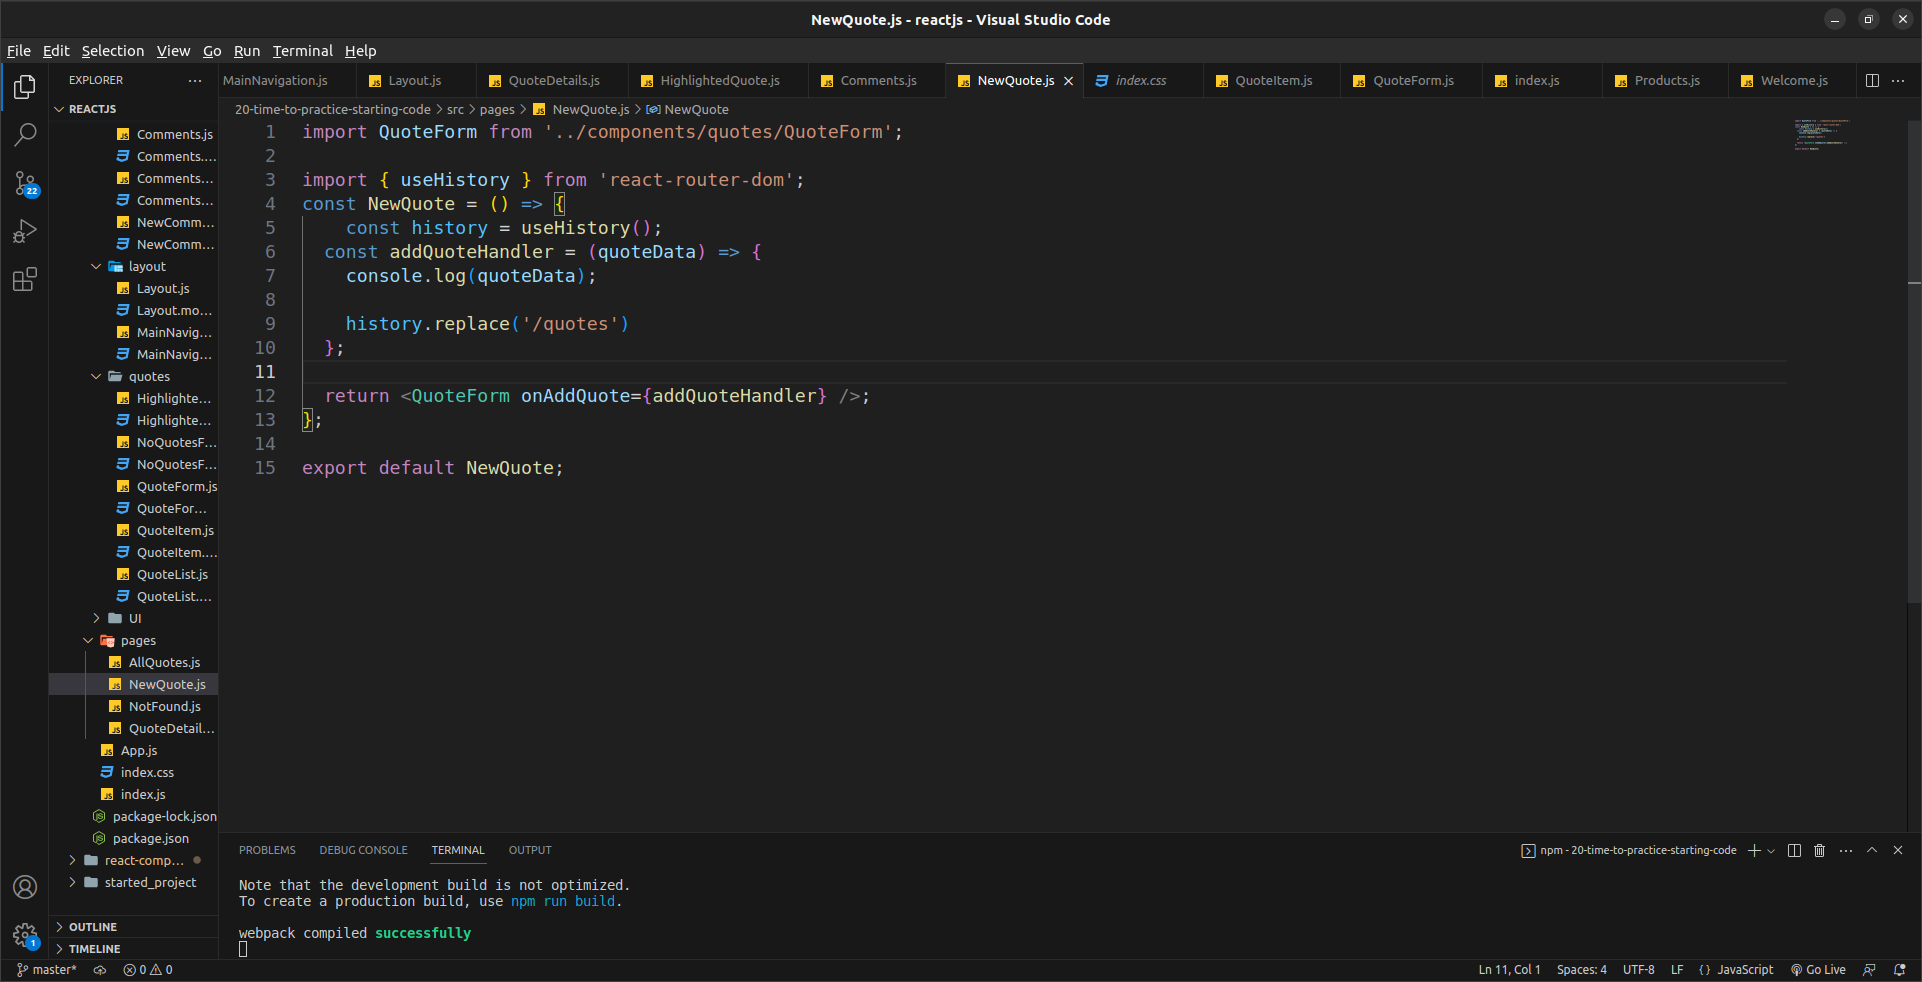 NewQuote.js - reactjs - Visual Studio Code
File Edit Selection View Go Run Terminal Help
EXPLORER
REACTJS
Comments.js
Comments....
Comments...
Comments...
NewComm...
NewComm...
layout
Layout.js
Layout.mo...
MainNavig...
MainNavig...
quotes
Highlighte...
Highlighte...
NoQuotesF...
NoQuotesF...
QuoteForm.js
QuoteFor...
QuoteItem.js
QuoteItem....
QuoteList.js
QuoteList....
UI
pages
AllQuotes.js
NewQuote.js
NotFound.js
QuoteDetail...
App.js
index.css
index.js
package-lock.json
package.json
react-comp...
started_project
OUTLINE
TIMELINE
22
1
MainNavigation.js Layout.js QuoteDetails.js HighlightedQuote.js Comments.js NewQuote.js index.css QuoteItem.js QuoteForm.js index.js Products.js Welcome.js
20-time-to-practice-starting-code > src > pages > NewQuote.js > NewQuote
1 import QuoteForm from '../components/quotes/QuoteForm';
2
3 import { useHistory } from 'react-router-dom';
4 const NewQuote = () => {
5 const history = useHistory();
6 const addQuoteHandler = (quoteData) => {
7 console.log(quoteData);
8
9 history.replace('/quotes')
10 };
11
12 return <QuoteForm onAddQuote={addQuoteHandler} />;
13 };
14
15 export default NewQuote;
PROBLEMS DEBUG CONSOLE TERMINAL OUTPUT
npm - 20-time-to-practice-starting-code
Note that the development build is not optimized.
To create a production build, use npm run build.
webpack compiled successfully
master* 0 0 Ln 11, Col 1 Spaces: 4 UTF-8 LF {} JavaScript Go Live